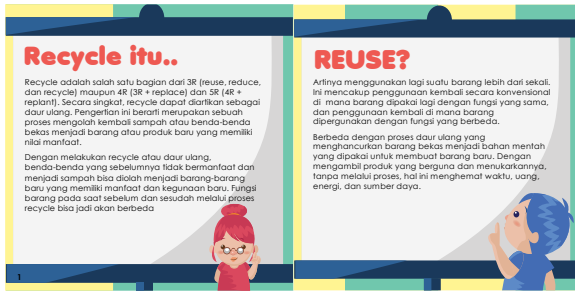 Recycle itu..
Recycle adalah salah satu bagian dari 3R (reuse, reduce,
dan recycle) maupun 4R (3R + replace) dan 5R (4R +
replant). Secara singkat, recycle dapat diartikan sebagai
daur ulang. Pengertian ini berarti merupakan sebuah
proses mengolah kembali sampah atau benda-benda
bekas menjadi barang atau produk baru yang memiliki
nilai manfaat.
Dengan melakukan recycle atau daur ulang,
benda-benda yang sebelumnya tidak bermanfaat dan
menjadi sampah bisa diolah menjadi barang-barang
baru yang memiliki manfaat dan kegunaan baru. Fungsi
barang pada saat sebelum dan sesudah melalui proses
recycle bisa jadi akan berbeda
1
REUSE?
Artinya menggunakan lagi suatu barang lebih dari sekali.
Ini mencakup penggunaan kembali secara konvensional
di mana barang dipakai lagi dengan fungsi yang sama,
dan penggunaan kembali di mana barang
dipergunakan dengan fungsi yang berbeda.
Berbeda dengan proses daur ulang yang
menghancurkan barang bekas menjadi bahan mentah
yang dipakai untuk membuat barang baru. Dengan
mengambil produk yang berguna dan menukarkannya,
tanpa melalui proses, hal ini menghemat waktu, uang,
energi, dan sumber daya.